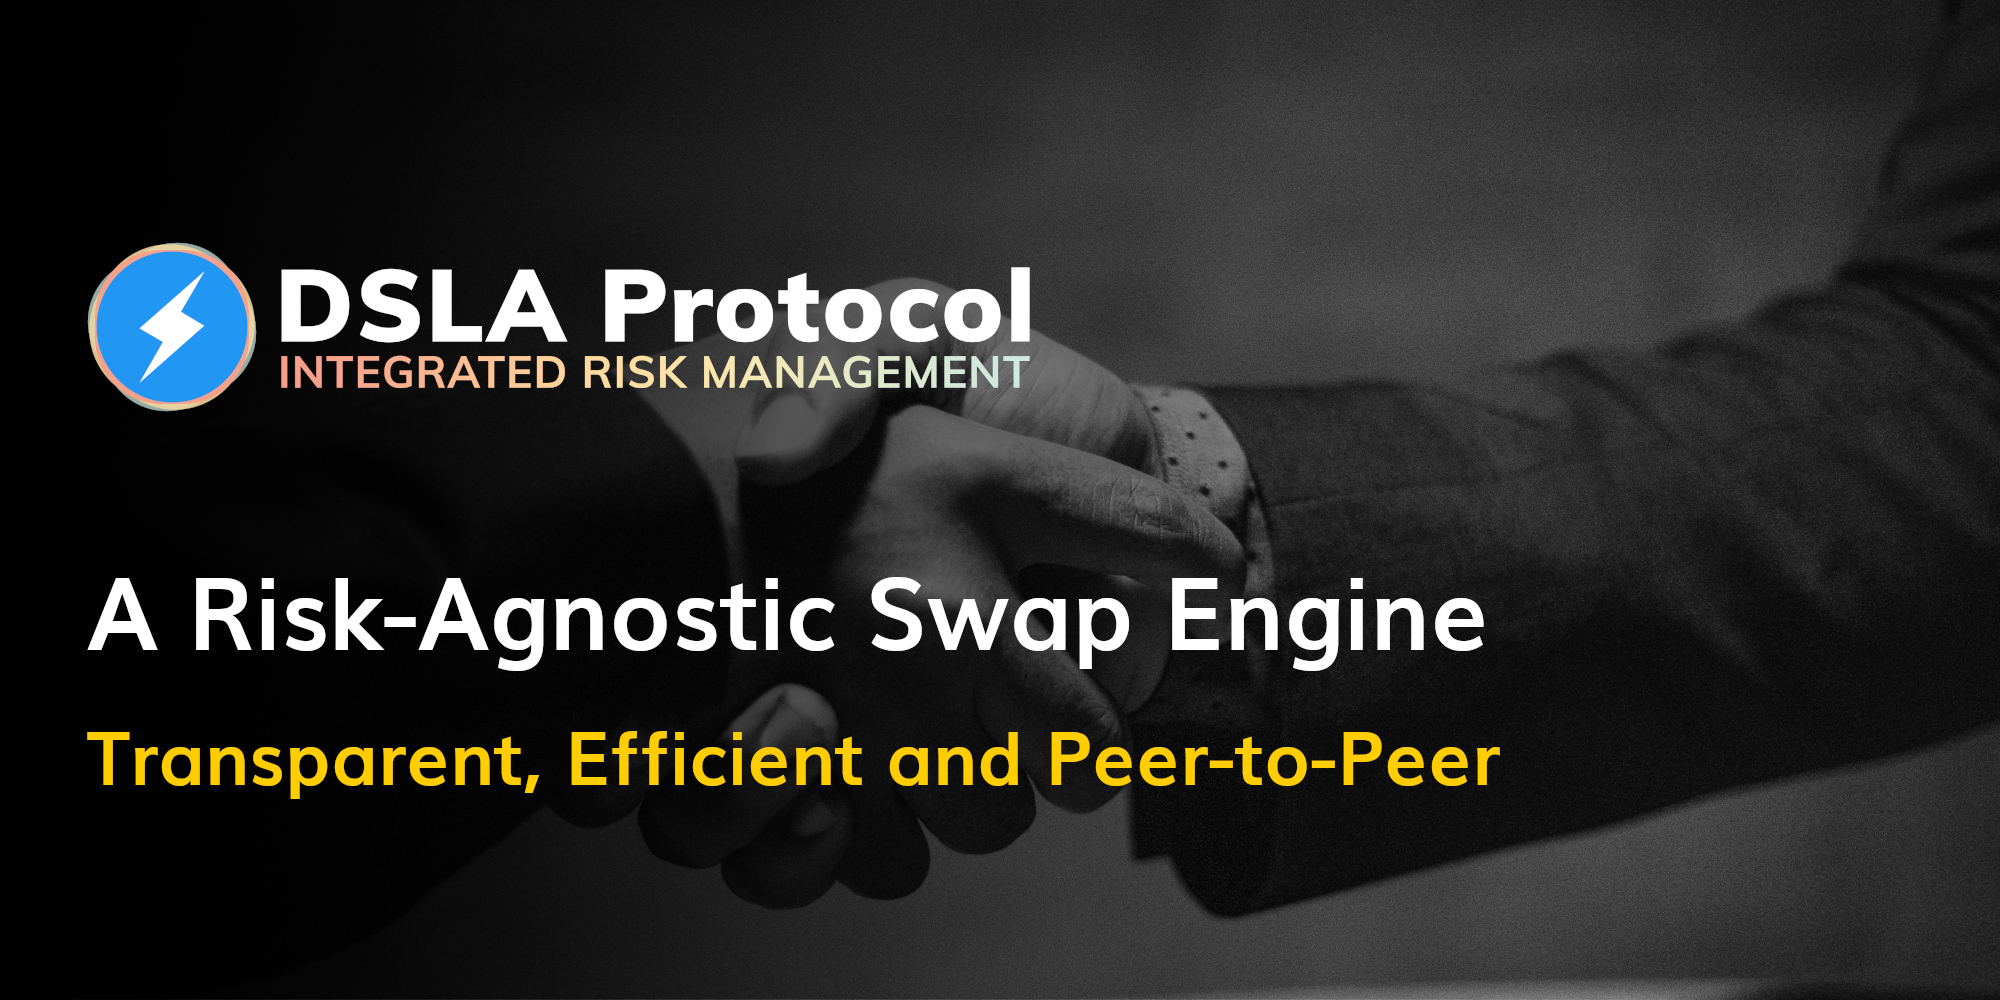 DSLA Protocol
INTEGRATED RISK MANAGEMENT
A Risk-Agnostic Swap Engine
Transparent, Efficient and Peer-to-Peer